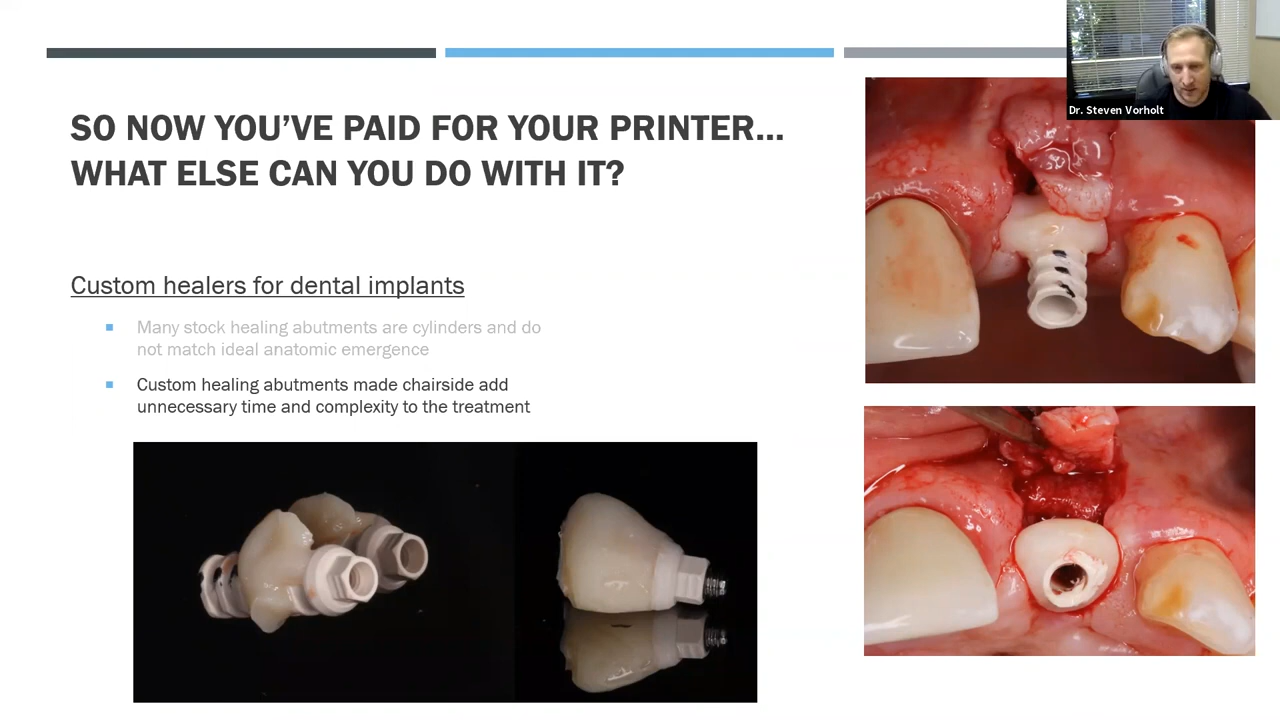 SO NOW YOU'VE PAID FOR YOUR PRINTER...
WHAT ELSE CAN YOU DO WITH IT?
Custom healers for dental implants
Many stock healing abutments are cylinders and do
not match ideal anatomic emergence
Custom healing abutments made chairside add
unnecessary time and complexity to the treatment
Dr. Steven Vorholt